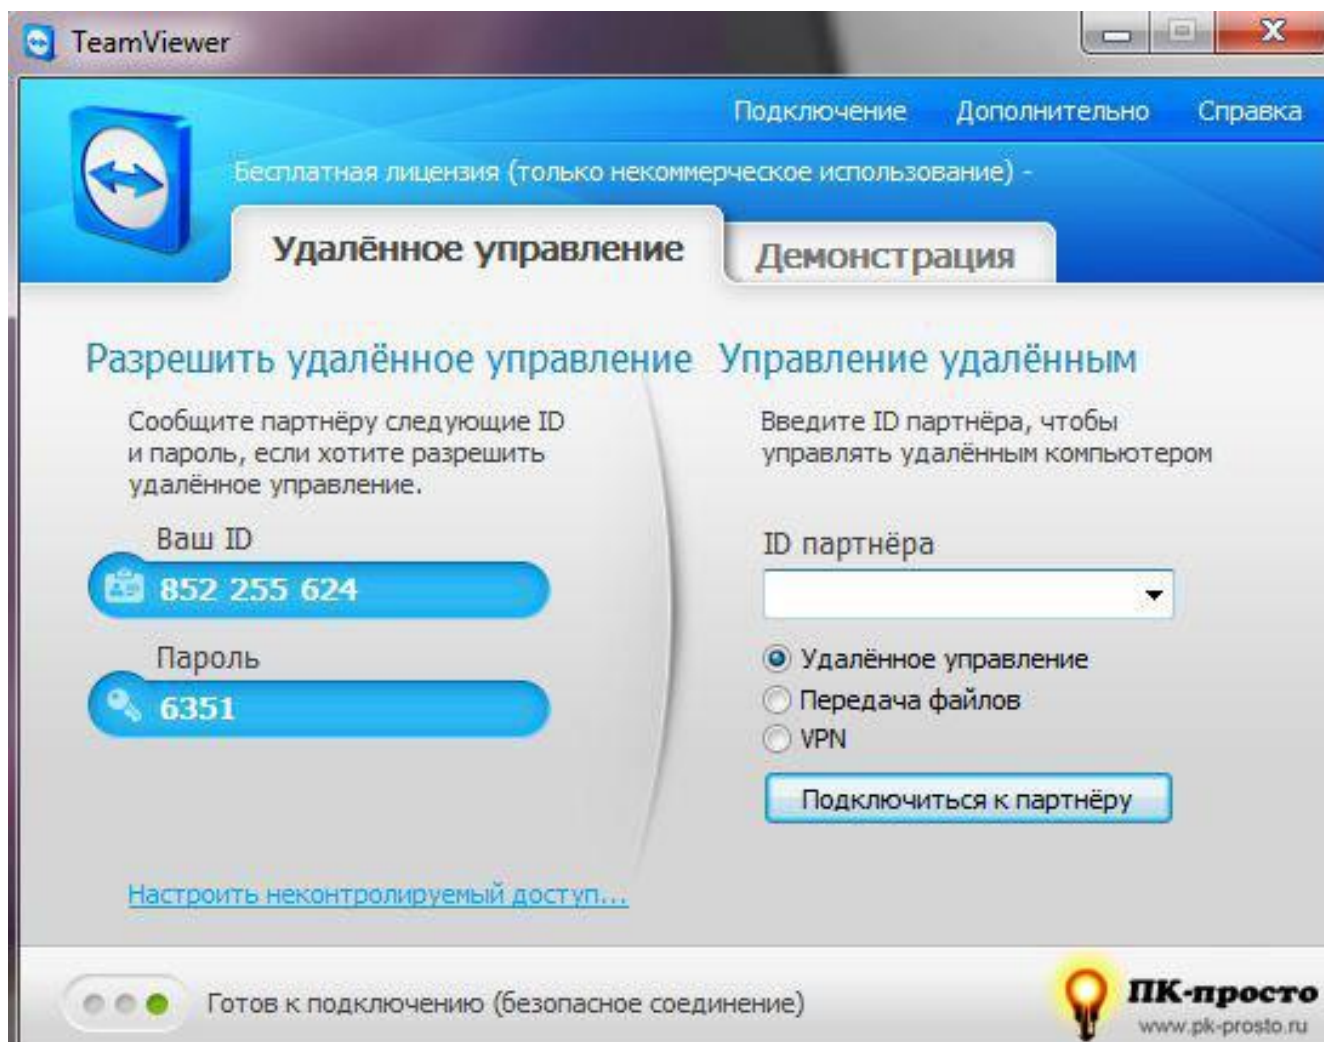 TeamViewer
Подключение Дополнительно Справка
Бесплатная лицензия (только некоммерческое использование) -
Удалённое управление Демонстрация
Разрешить удалённое управление
Сообщите партнёру следующие ID
и пароль, если хотите разрешить
удалённое управление.
Ваш ID
852 255 624
Пароль
6351
Настроить неконтролируемый доступ...
Управление удалённым
Введите ID партнёра, чтобы
управлять удалённым компьютером
ID партнёра
Удалённое управление
Передача файлов
VPN
Подключиться к партнёру
Готов к подключению (безопасное соединение)
ПК-просто
www.pk-prosto.ru